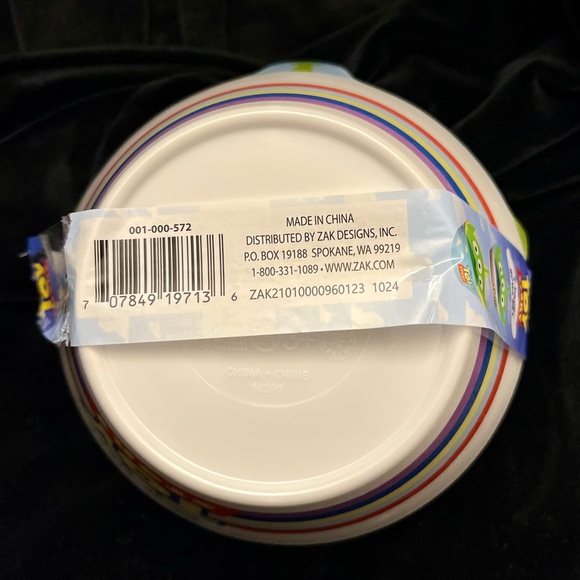 001-000-572
7 07849 19713 6
MADE IN CHINA
DISTRIBUTED BY ZAK DESIGNS, INC.
P.O. BOX 19188 SPOKANE, WA 99219
1-800-331-1089 • WWW.ZAK.COM
ZAK21010000960123 1024
TOY
CHINA • CHINE